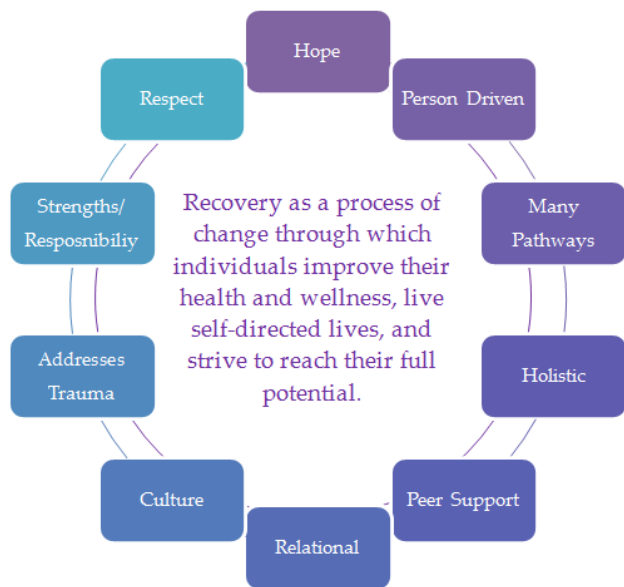 Hope
Person Driven
Many
Pathways
Holistic
Peer Support
Relational
Culture
Addresses
Trauma
Strengths/
Resposnibiliy
Respect
Recovery as a process of
change through which
individuals improve their
health and wellness, live
self-directed lives, and
strive to reach their full
potential.